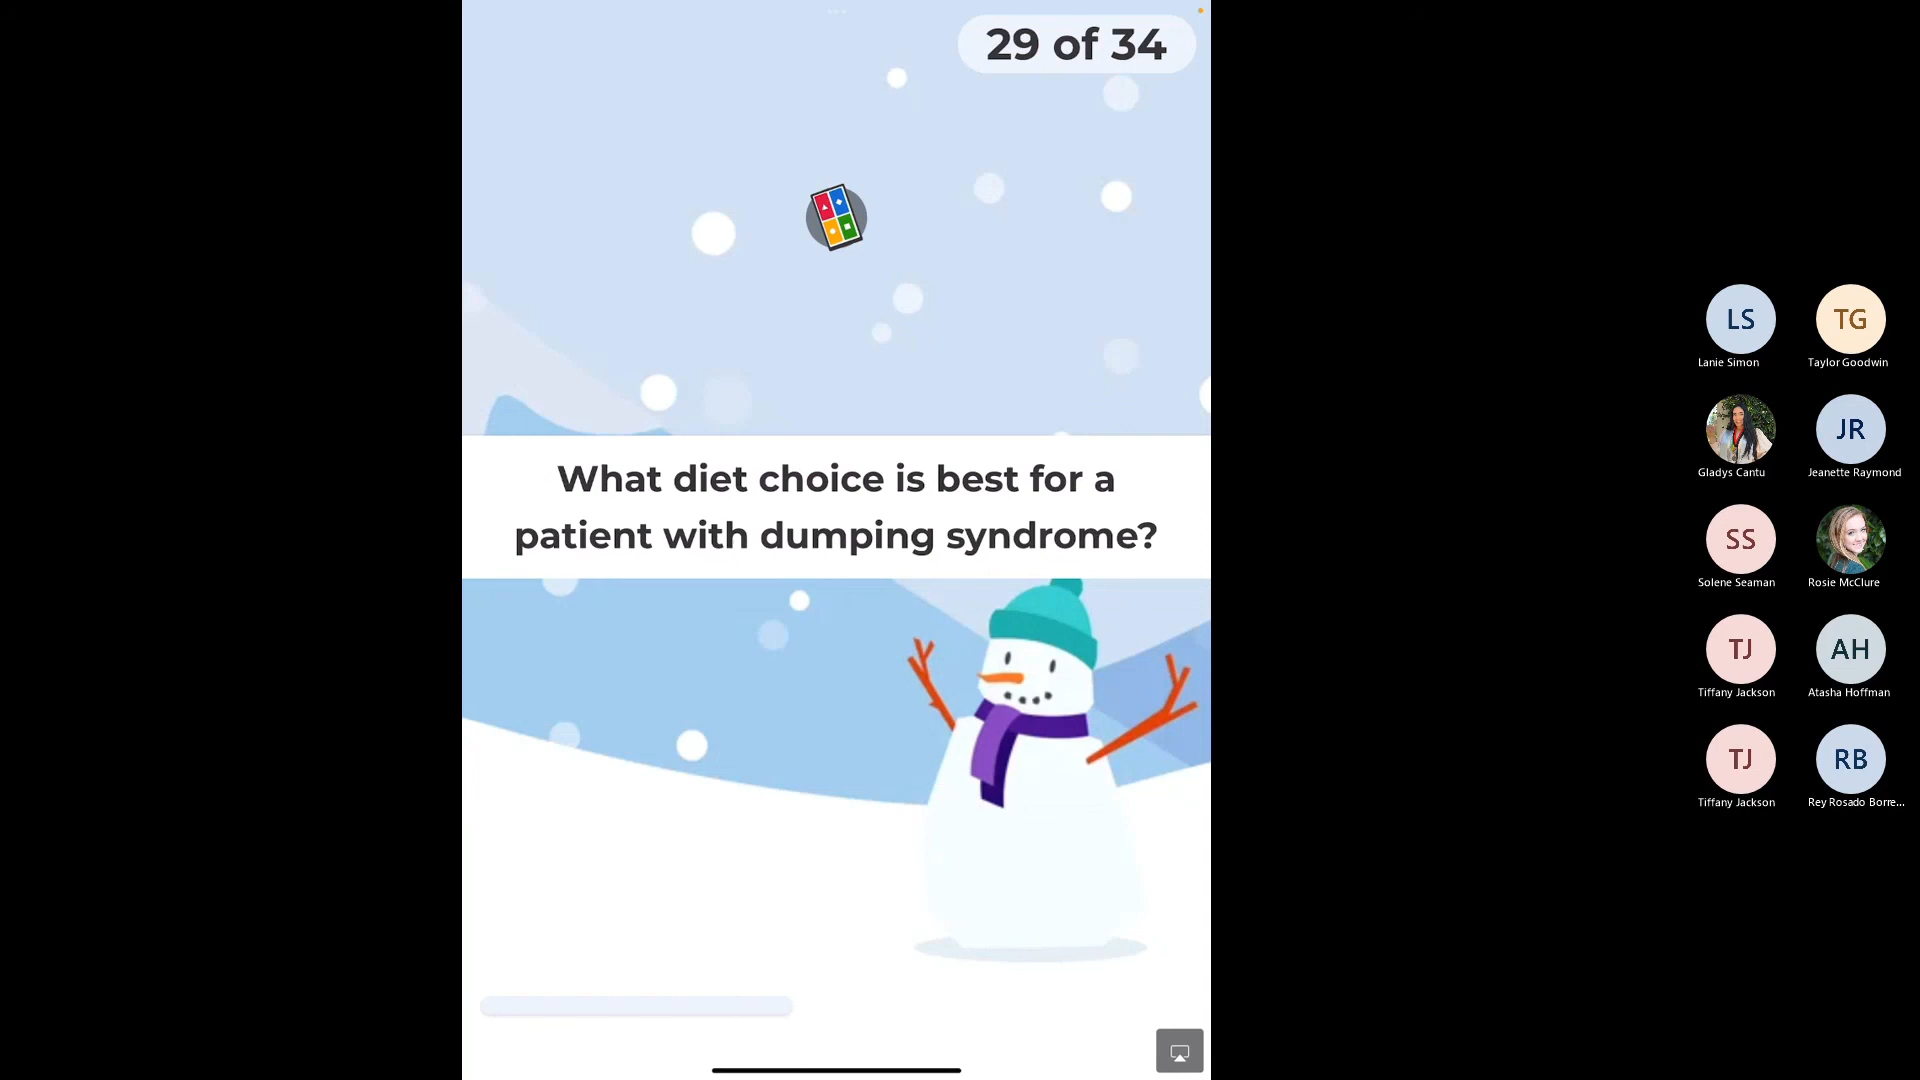 29 of 34
What diet choice is best for a
patient with dumping syndrome?
LS
Lanie Simon
TG
Taylor Goodwin
Gladys Cantu
JR
Jeanette Raymond
SS
Solene Seaman
Rosie McClure
TJ
Tiffany Jackson
AH
Atasha Hoffman
TJ
Tiffany Jackson
RB
Rey Rosado Borre...